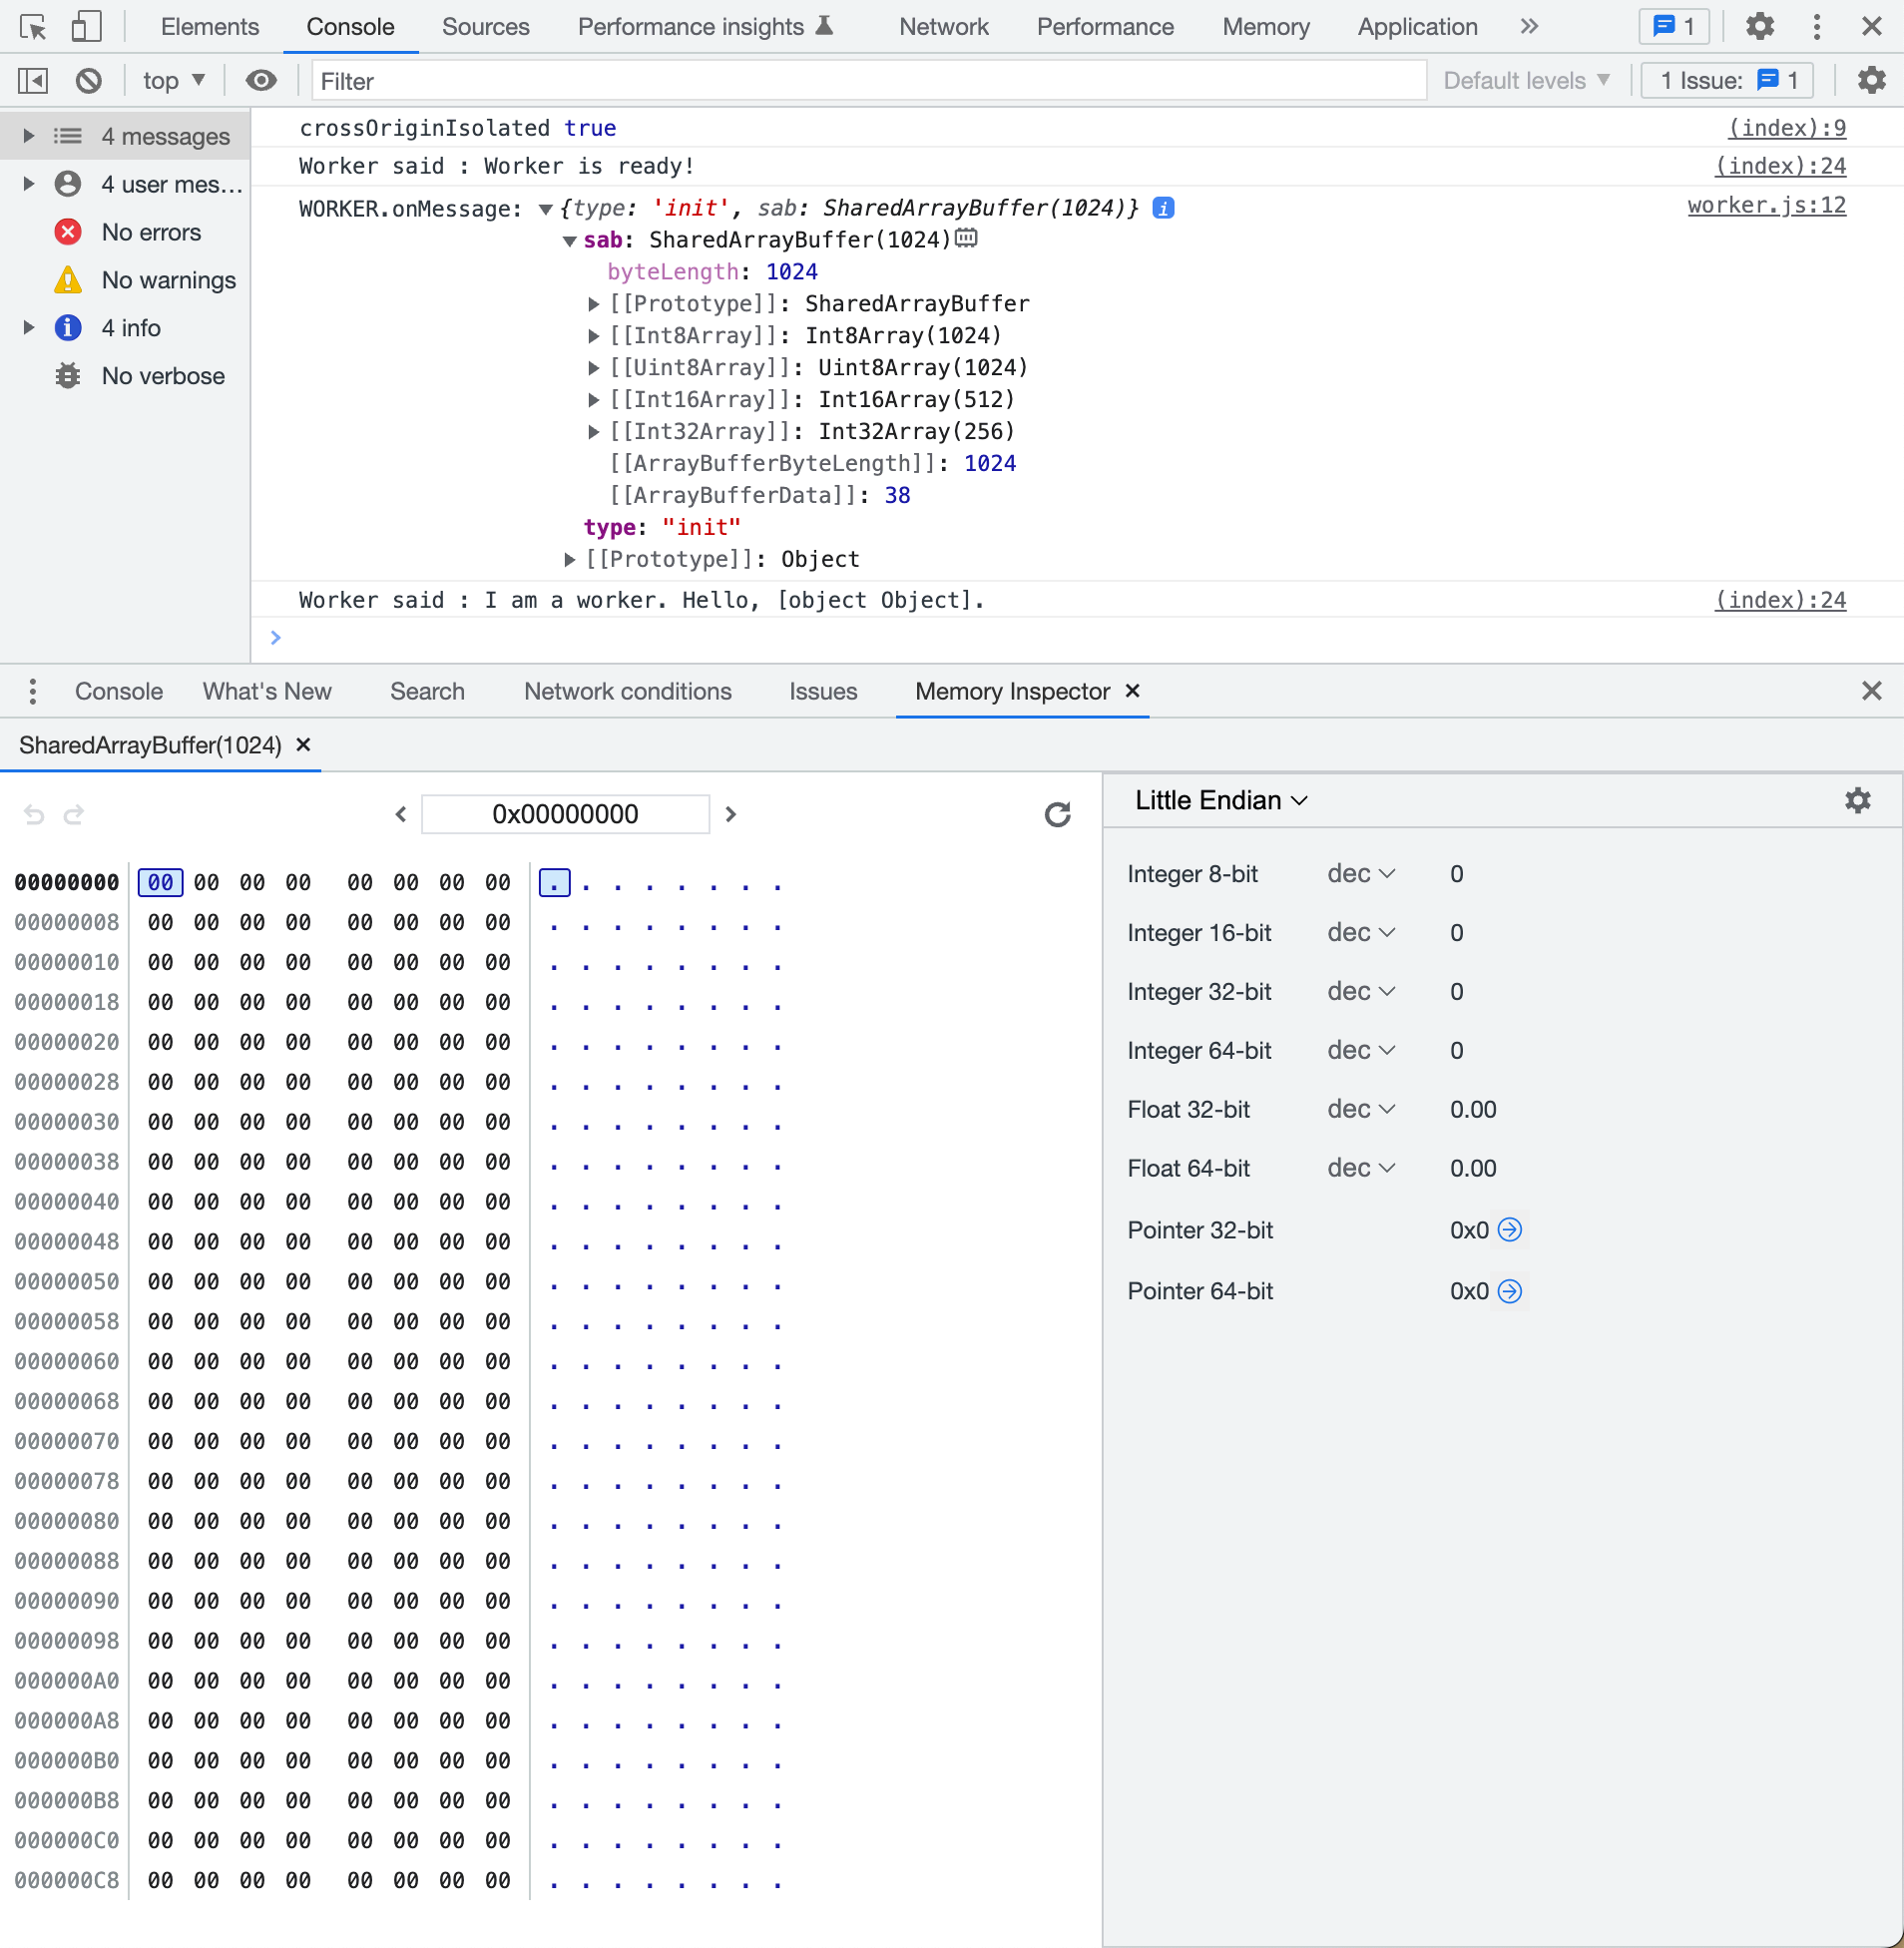 Elements Console Sources Performance insights Network Performance Memory Application » 1
top ▼ Filter Default levels ▼ 1 Issue: 1
4 messages
4 user mes…
No errors
No warnings
4 info
No verbose
crossOriginIsolated true (index):9
Worker said : Worker is ready! (index):24
WORKER.onMessage: ▼{type: 'init', sab: SharedArrayBuffer(1024)} i worker.js:12
▼sab: SharedArrayBuffer(1024)
byteLength: 1024
▶[[Prototype]]: SharedArrayBuffer
▶[[Int8Array]]: Int8Array(1024)
▶[[Uint8Array]]: Uint8Array(1024)
▶[[Int16Array]]: Int16Array(512)
▶[[Int32Array]]: Int32Array(256)
[[ArrayBufferByteLength]]: 1024
[[ArrayBufferData]]: 38
type: "init"
▶[[Prototype]]: Object
Worker said : I am a worker. Hello, [object Object]. (index):24
>
Console What's New Search Network conditions Issues Memory Inspector ×
SharedArrayBuffer(1024) ×
0x00000000
00000000 00 00 00 00 00 00 00 00 . . . . . . . .
00000008 00 00 00 00 00 00 00 00 . . . . . . . .
00000010 00 00 00 00 00 00 00 00 . . . . . . . .
00000018 00 00 00 00 00 00 00 00 . . . . . . . .
00000020 00 00 00 00 00 00 00 00 . . . . . . . .
00000028 00 00 00 00 00 00 00 00 . . . . . . . .
00000030 00 00 00 00 00 00 00 00 . . . . . . . .
00000038 00 00 00 00 00 00 00 00 . . . . . . . .
00000040 00 00 00 00 00 00 00 00 . . . . . . . .
00000048 00 00 00 00 00 00 00 00 . . . . . . . .
00000050 00 00 00 00 00 00 00 00 . . . . . . . .
00000058 00 00 00 00 00 00 00 00 . . . . . . . .
00000060 00 00 00 00 00 00 00 00 . . . . . . . .
00000068 00 00 00 00 00 00 00 00 . . . . . . . .
00000070 00 00 00 00 00 00 00 00 . . . . . . . .
00000078 00 00 00 00 00 00 00 00 . . . . . . . .
00000080 00 00 00 00 00 00 00 00 . . . . . . . .
00000088 00 00 00 00 00 00 00 00 . . . . . . . .
00000090 00 00 00 00 00 00 00 00 . . . . . . . .
00000098 00 00 00 00 00 00 00 00 . . . . . . . .
000000A0 00 00 00 00 00 00 00 00 . . . . . . . .
000000A8 00 00 00 00 00 00 00 00 . . . . . . . .
000000B0 00 00 00 00 00 00 00 00 . . . . . . . .
000000B8 00 00 00 00 00 00 00 00 . . . . . . . .
000000C0 00 00 00 00 00 00 00 00 . . . . . . . .
000000C8 00 00 00 00 00 00 00 00 . . . . . . . .
Little Endian
Integer 8-bit dec 0
Integer 16-bit dec 0
Integer 32-bit dec 0
Integer 64-bit dec 0
Float 32-bit dec 0.00
Float 64-bit dec 0.00
Pointer 32-bit 0x0
Pointer 64-bit 0x0